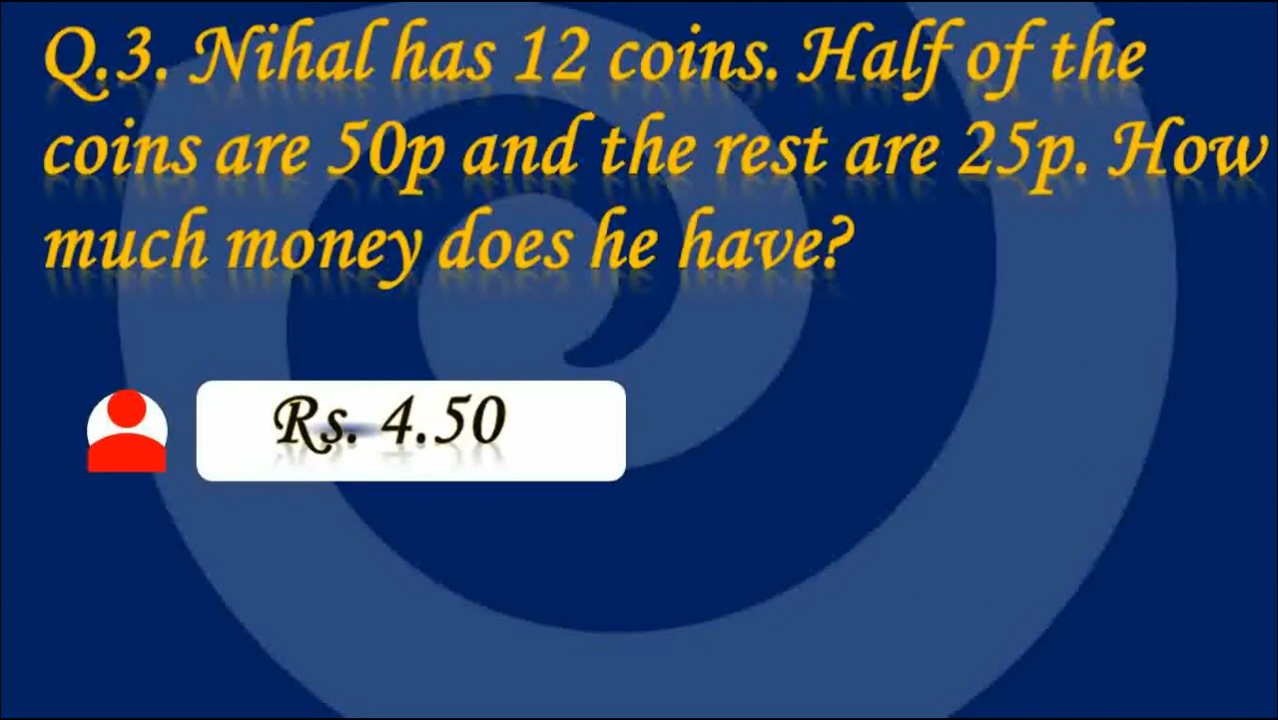 Q.3. Nihal has 12 coins. Half of the
coins are 50p and the rest are 25p. How
much money does he have?
Rs. 4.50